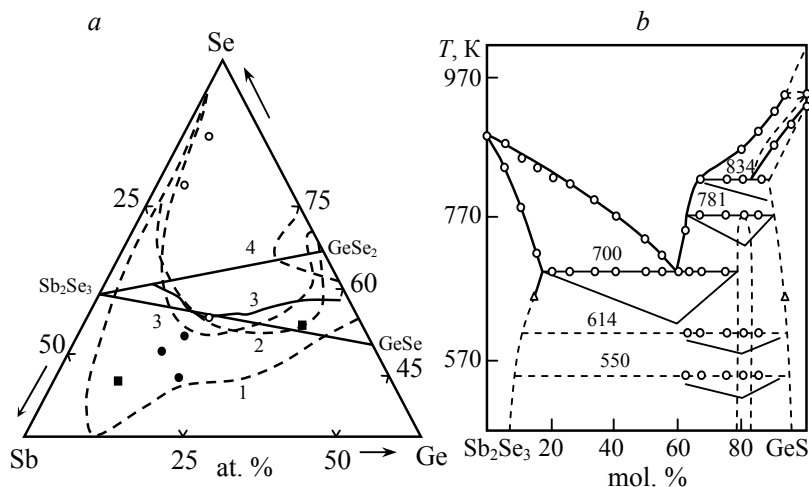 a
b
Se
T, К
970
834
25
75
781
4
GeSe₂
770
Sb₂Se₃
60
700
3
3
GeSe
2
614
50
45
1
570
550
Sb
25
at. %
50
Ge
Sb₂Se₃
20
40
60
80
GeS
mol. %